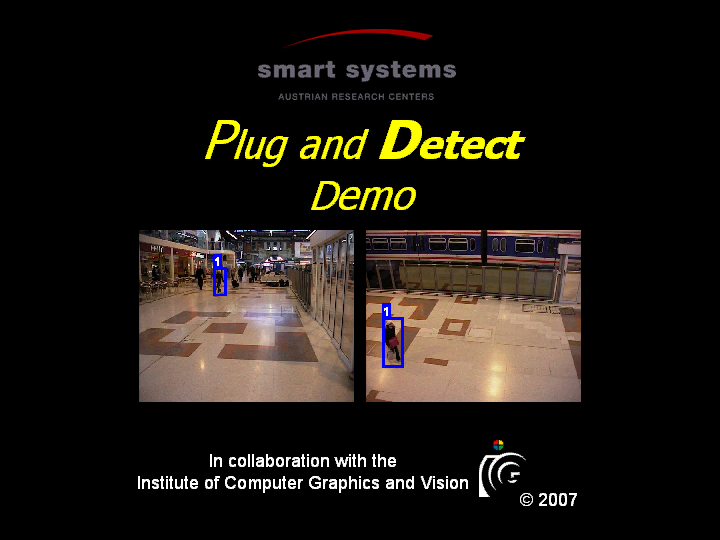 smart systems
AUSTRIAN RESEARCH CENTERS
Plug and Detect
Demo
1
1
In collaboration with the
Institute of Computer Graphics and Vision
© 2007